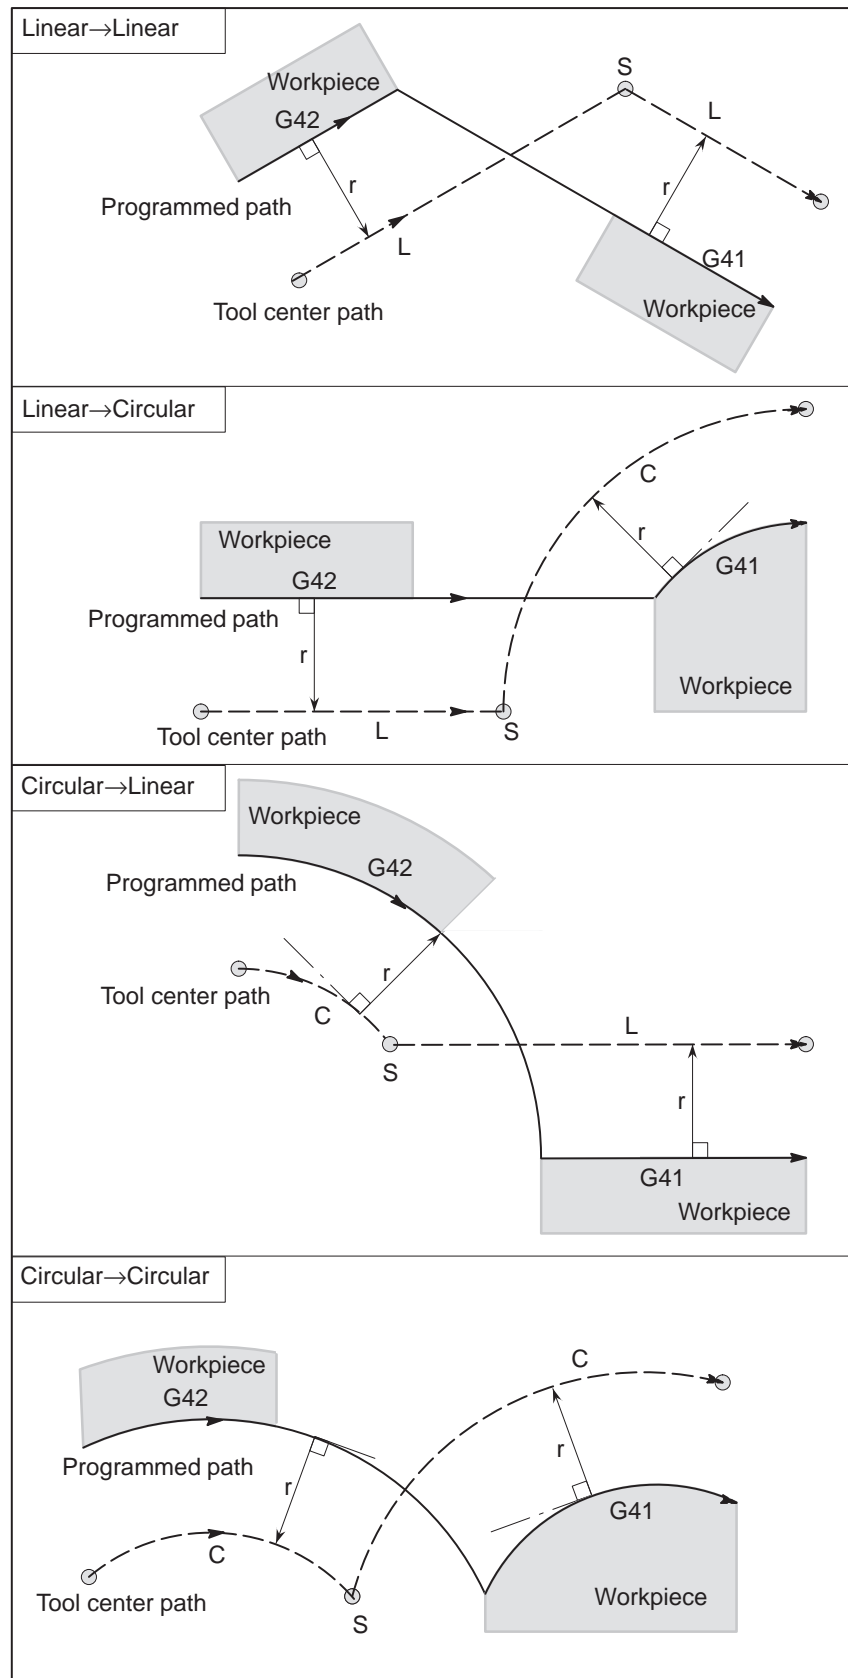 Linear→Linear
Workpiece
G42
S
L
r
r
Programmed path
L
G41
Workpiece
Tool center path
Linear→Circular
C
Workpiece
r
G42
G41
Programmed path
r
Workpiece
Tool center path
L
S
Circular→Linear
Workpiece
G42
Programmed path
r
Tool center path
C
L
S
r
G41
Workpiece
Circular→Circular
Workpiece
C
G42
r
Programmed path
r
G41
C
Tool center path
Workpiece
S